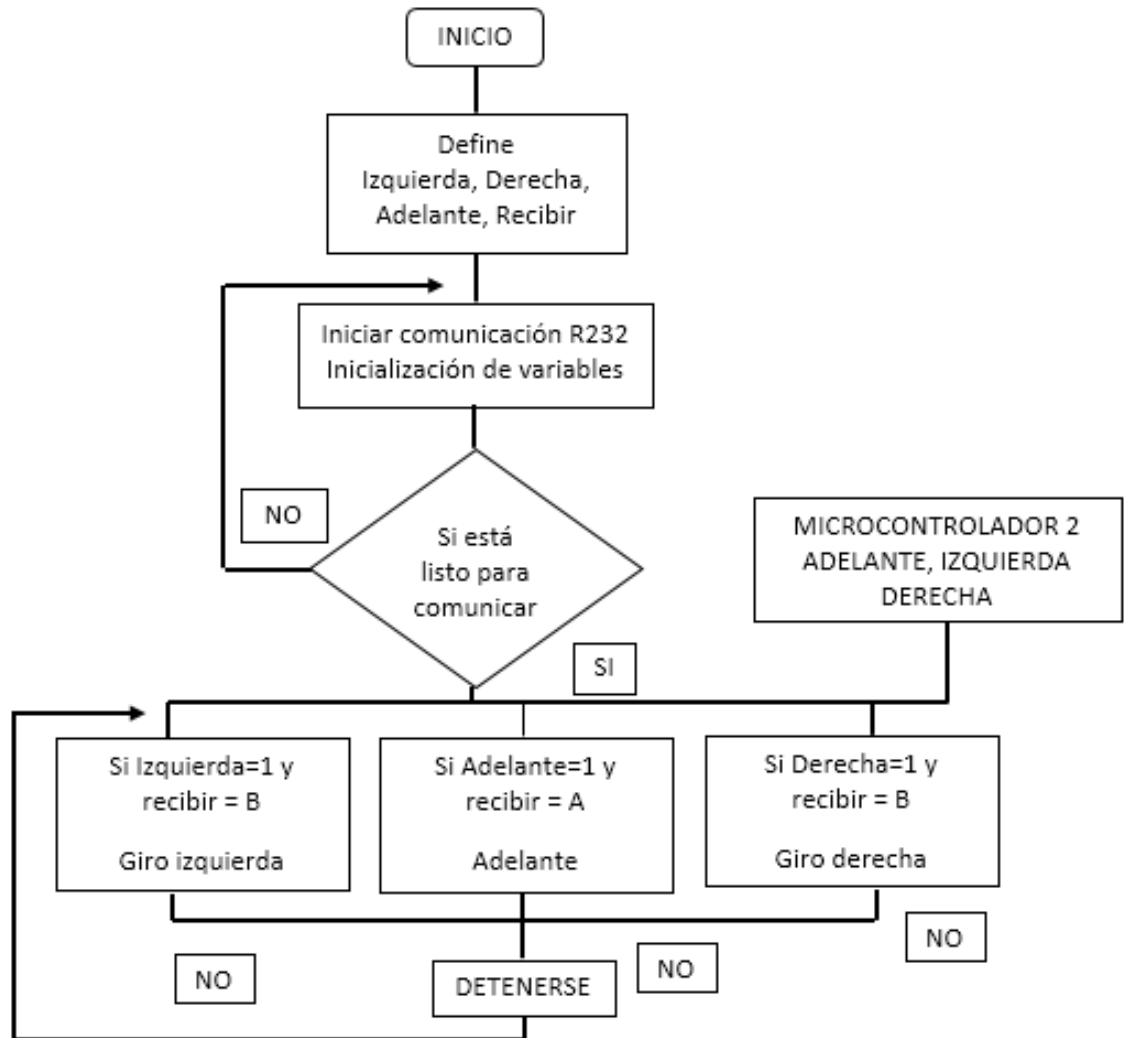 INICIO
Define
Izquierda, Derecha,
Adelante, Recibir
Iniciar comunicación R232
Inicialización de variables
NO
Si está
listo para
comunicar
MICROCONTROLADOR 2
ADELANTE, IZQUIERDA
DERECHA
SI
Si Izquierda=1 y
recibir = B
Giro izquierda
Si Adelante=1 y
recibir = A
Adelante
Si Derecha=1 y
recibir = B
Giro derecha
NO
DETENERSE
NO
NO